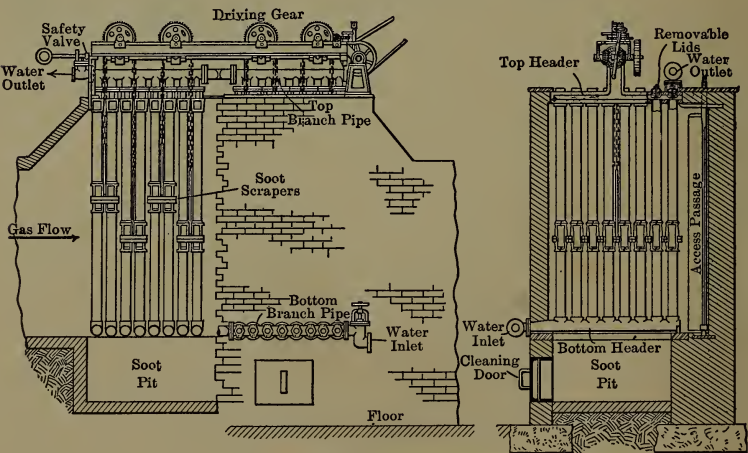 Driving Gear
Safety
Valve
Water
Outlet
Top
Branch Pipe
Soot
Scrapers
Gas Flow
Bottom
Branch Pipe
Water
Inlet
Soot
Pit
Floor
Removable
Lids
Water
Outlet
Top Header
Access Passage
Water
Inlet
Bottom Header
Cleaning
Door
Soot
Pit